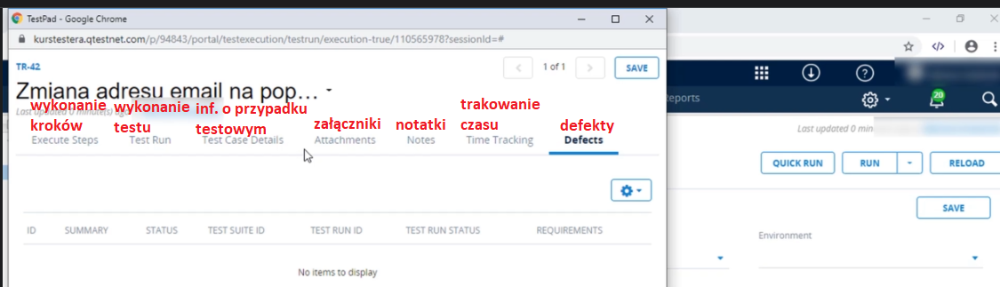 TestPad - Google Chrome
kurstestera.qtestnet.com/p/94843/portal/testexecution/testrun/execution-true/110565978?sessionId=#
TR-42
1 of 1
SAVE
Zmiana adresu email na pop…
Last updated 0 minute(s) ago
wykonanie kroków
wykonanie testu
inf. o przypadku testowym
załączniki
notatki
trakowanie czasu
defekty
Execute Steps
Test Run
Test Case Details
Attachments
Notes
Time Tracking
Defects
ID SUMMARY STATUS TEST SUITE ID TEST RUN ID TEST RUN STATUS REQUIREMENTS
No items to display
20
eports
Last updated 0 min
QUICK RUN
RUN
RELOAD
SAVE
Environment